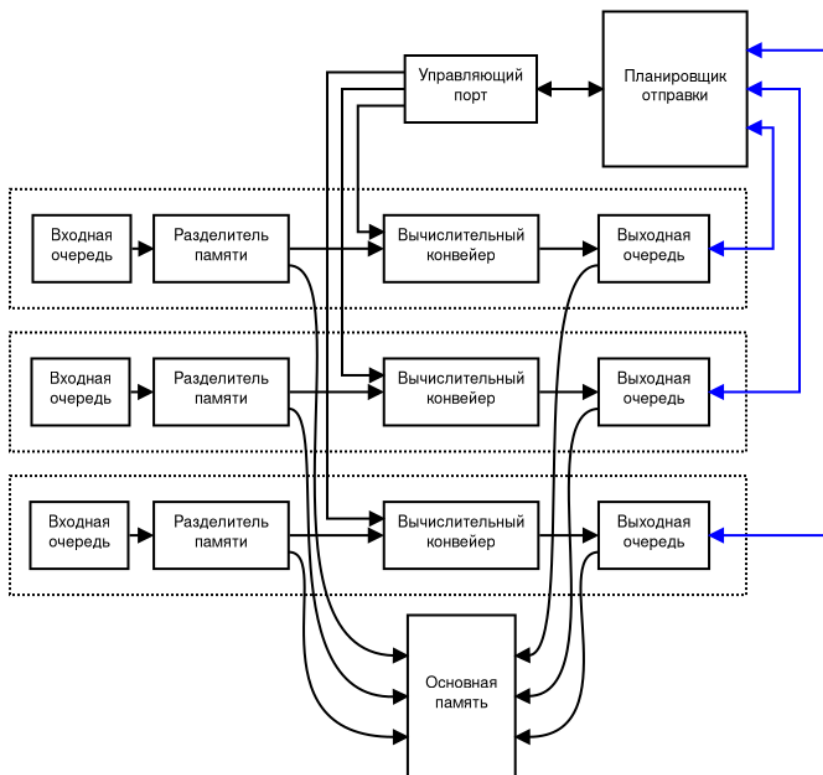 Управляющий
порт
Планировщик
отправки
Входная
очередь
Разделитель
памяти
Вычислительный
конвейер
Выходная
очередь
Входная
очередь
Разделитель
памяти
Вычислительный
конвейер
Выходная
очередь
Входная
очередь
Разделитель
памяти
Вычислительный
конвейер
Выходная
очередь
Основная
память